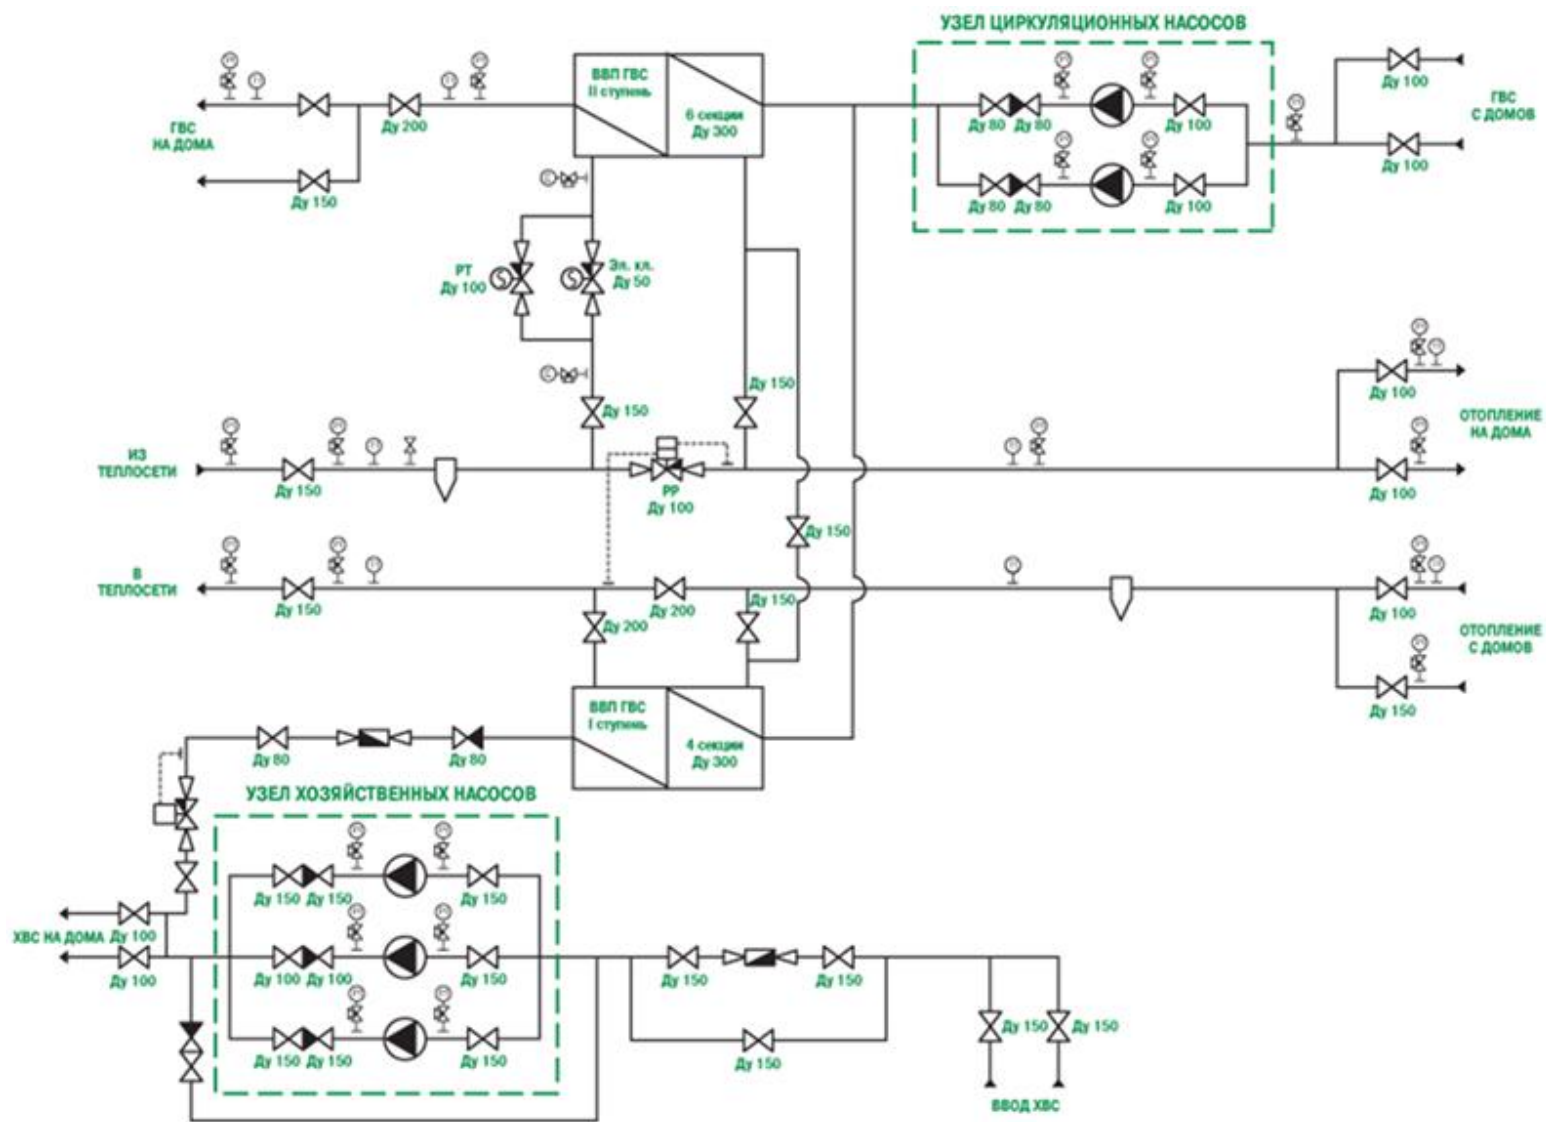 УЗЕЛ ЦИРКУЛЯЦИОННЫХ НАСОСОВ
ВВП ГВС
II ступень
6 секции
Ду 300
Ду 200
ГВС
НА ДОМА
Ду 150
Ду 80
Ду 80
Ду 100
Ду 80
Ду 80
Ду 100
Ду 100
ГВС
С ДОМОВ
Ду 100
РТ
Ду 100
Эл. кл.
Ду 50
Ду 150
Ду 150
Ду 100
ОТОПЛЕНИЕ
НА ДОМА
Ду 100
ИЗ
ТЕПЛОСЕТИ
Ду 150
РР
Ду 100
Ду 150
В
ТЕПЛОСЕТИ
Ду 150
Ду 200
Ду 200
Ду 150
Ду 100
ОТОПЛЕНИЕ
С ДОМОВ
Ду 150
ВВП ГВС
I ступень
4 секции
Ду 300
Ду 80
Ду 80
УЗЕЛ ХОЗЯЙСТВЕННЫХ НАСОСОВ
Ду 150
Ду 150
Ду 150
ХВС НА ДОМА
Ду 100
Ду 100
Ду 100
Ду 100
Ду 150
Ду 150
Ду 150
Ду 150
Ду 150
Ду 150
Ду 150
Ду 150
Ду 150
ВВОД ХВС